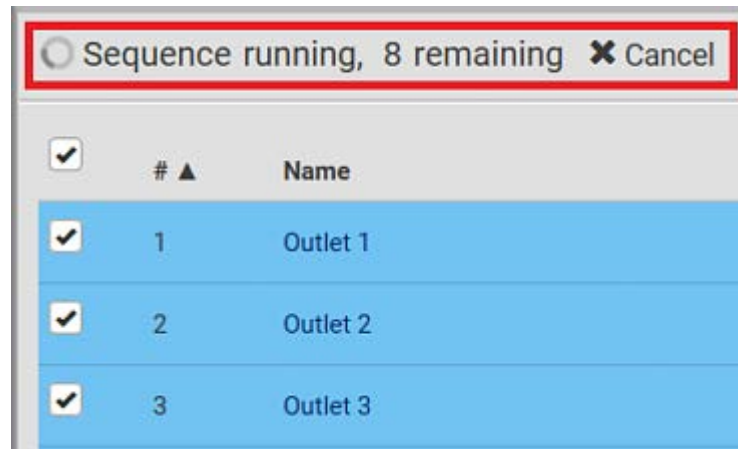 Sequence running, 8 remaining ✖ Cancel
# ▲ Name
1 Outlet 1
2 Outlet 2
3 Outlet 3